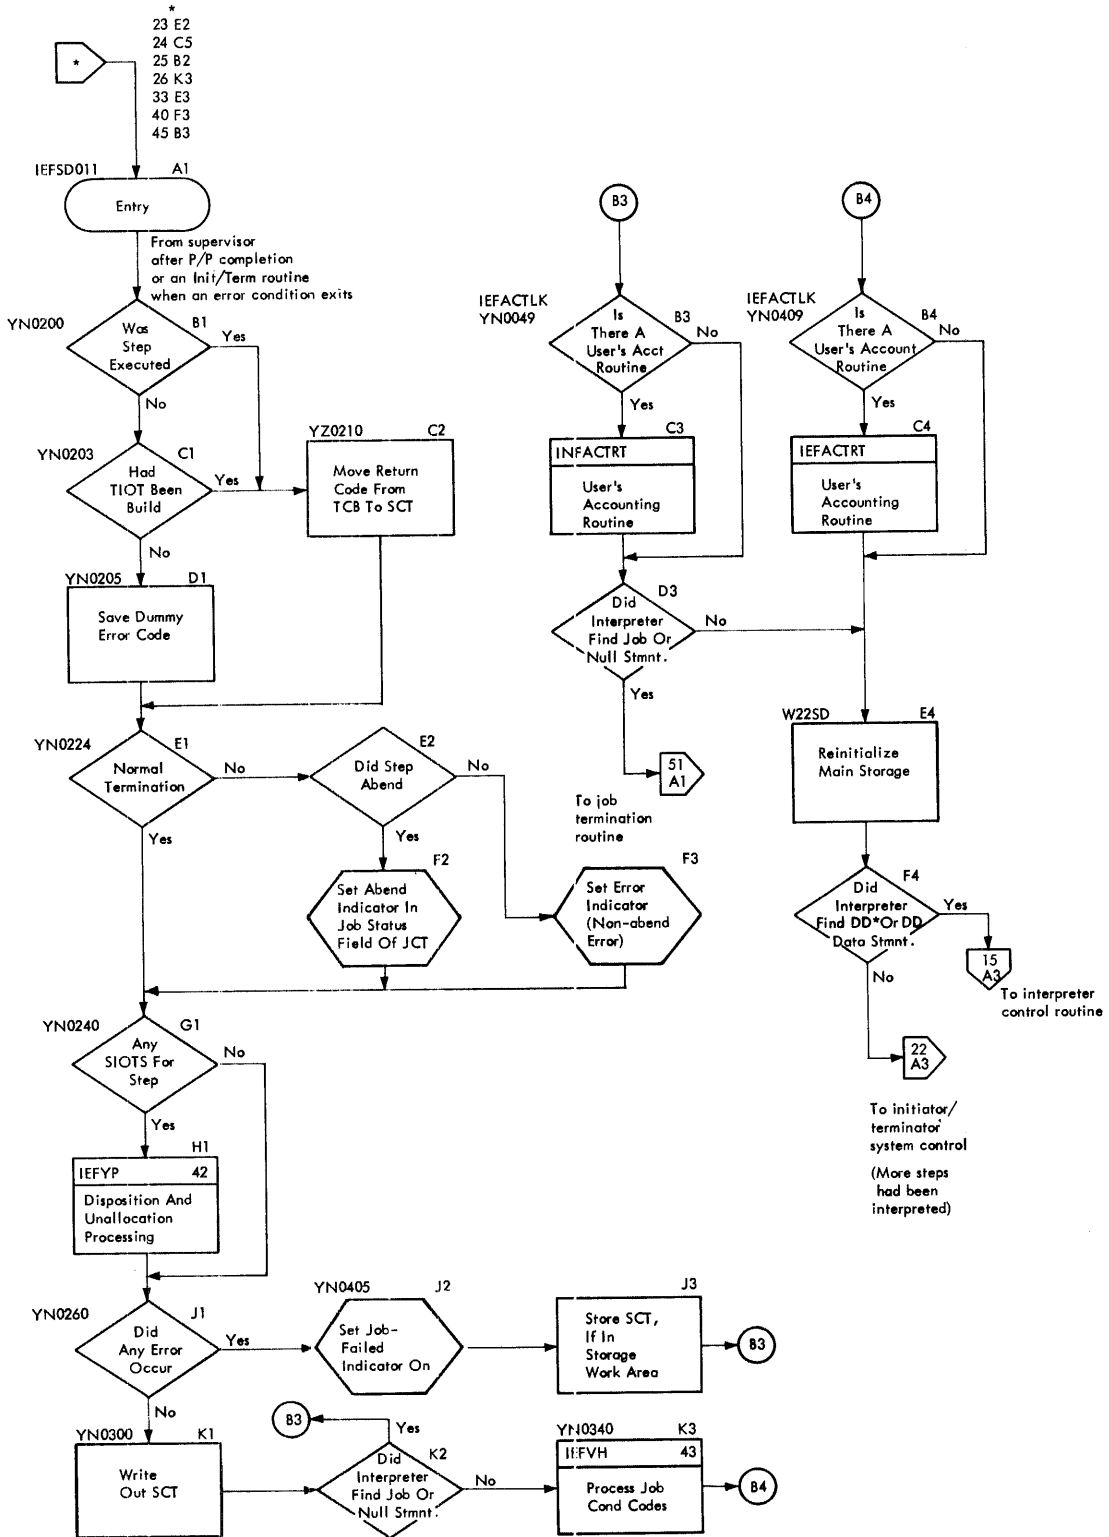 *
23 E2
24 C5
25 B2
26 K3
33 E3
40 F3
45 B3
*
IEFSD011 A1
Entry
From supervisor
after P/P completion
or an Init/Term routine
when an error condition exits
YN0200 B1
Was
Step
Executed
Yes
No
YN0203 C1
Had
TIOT Been
Build
Yes
No
YZ0210 C2
Move Return
Code From
TCB To SCT
YN0205 D1
Save Dummy
Error Code
YN0224 E1
Normal
Termination
No
Yes
E2
Did Step
Abend
No
Yes
F2
Set Abend
Indicator In
Job Status
Field Of JCT
F3
Set Error
Indicator
(Non-abend
Error)
YN0240 G1
Any
SIOTS For
Step
No
Yes
H1
IEFYP 42
Disposition And
Unallocation
Processing
YN0260 J1
Did
Any Error
Occur
Yes
No
YN0405 J2
Set Job-
Failed
Indicator On
J3
Store SCT,
If In
Storage
Work Area
B3
YN0300 K1
Write
Out SCT
B3
Yes
K2
Did
Interpreter
Find Job Or
Null Stmnt.
No
YN0340 K3
IEFVH 43
Process Job
Cond Codes
B4
B3
IEFACTLK
YN0049
B3
Is
There A
User's Acct
Routine
No
Yes
C3
INFACTRT
User's
Accounting
Routine
D3
Did
Interpreter
Find Job Or
Null Stmnt.
No
Yes
51
A1
To job
termination
routine
B4
IEFACTLK
YN0409
B4
Is
There A
User's Account
Routine
No
Yes
C4
IEFACTRT
User's
Accounting
Routine
W22SD E4
Reinitialize
Main Storage
F4
Did
Interpreter
Find DD*Or DD
Data Stmnt.
Yes
No
15
A3
To interpreter
control routine
22
A3
To initiator/
terminator
system control
(More steps
had been
interpreted)